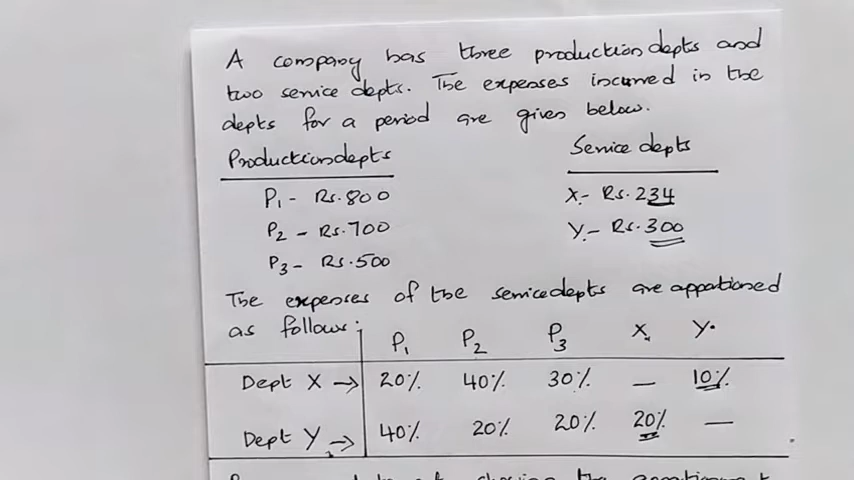 A company has three production depts and
two service depts. The expenses incurred in the
depts for a period are given below.
Production depts Service depts
P1 - Rs.800 X - Rs.234
P2 - Rs.700 Y - Rs.300
P3 - Rs.500
The expenses of the service depts are apportioned
as follows:
P1 P2 P3 X Y
Dept X → 20% 40% 30% — 10%
Dept Y → 40% 20% 20% 20% —
showing the